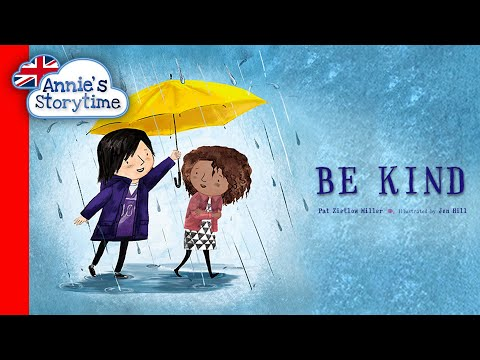 Annie's
Storytime
BE KIND
Pat Zietlow Miller Illustrated by Jen Hill